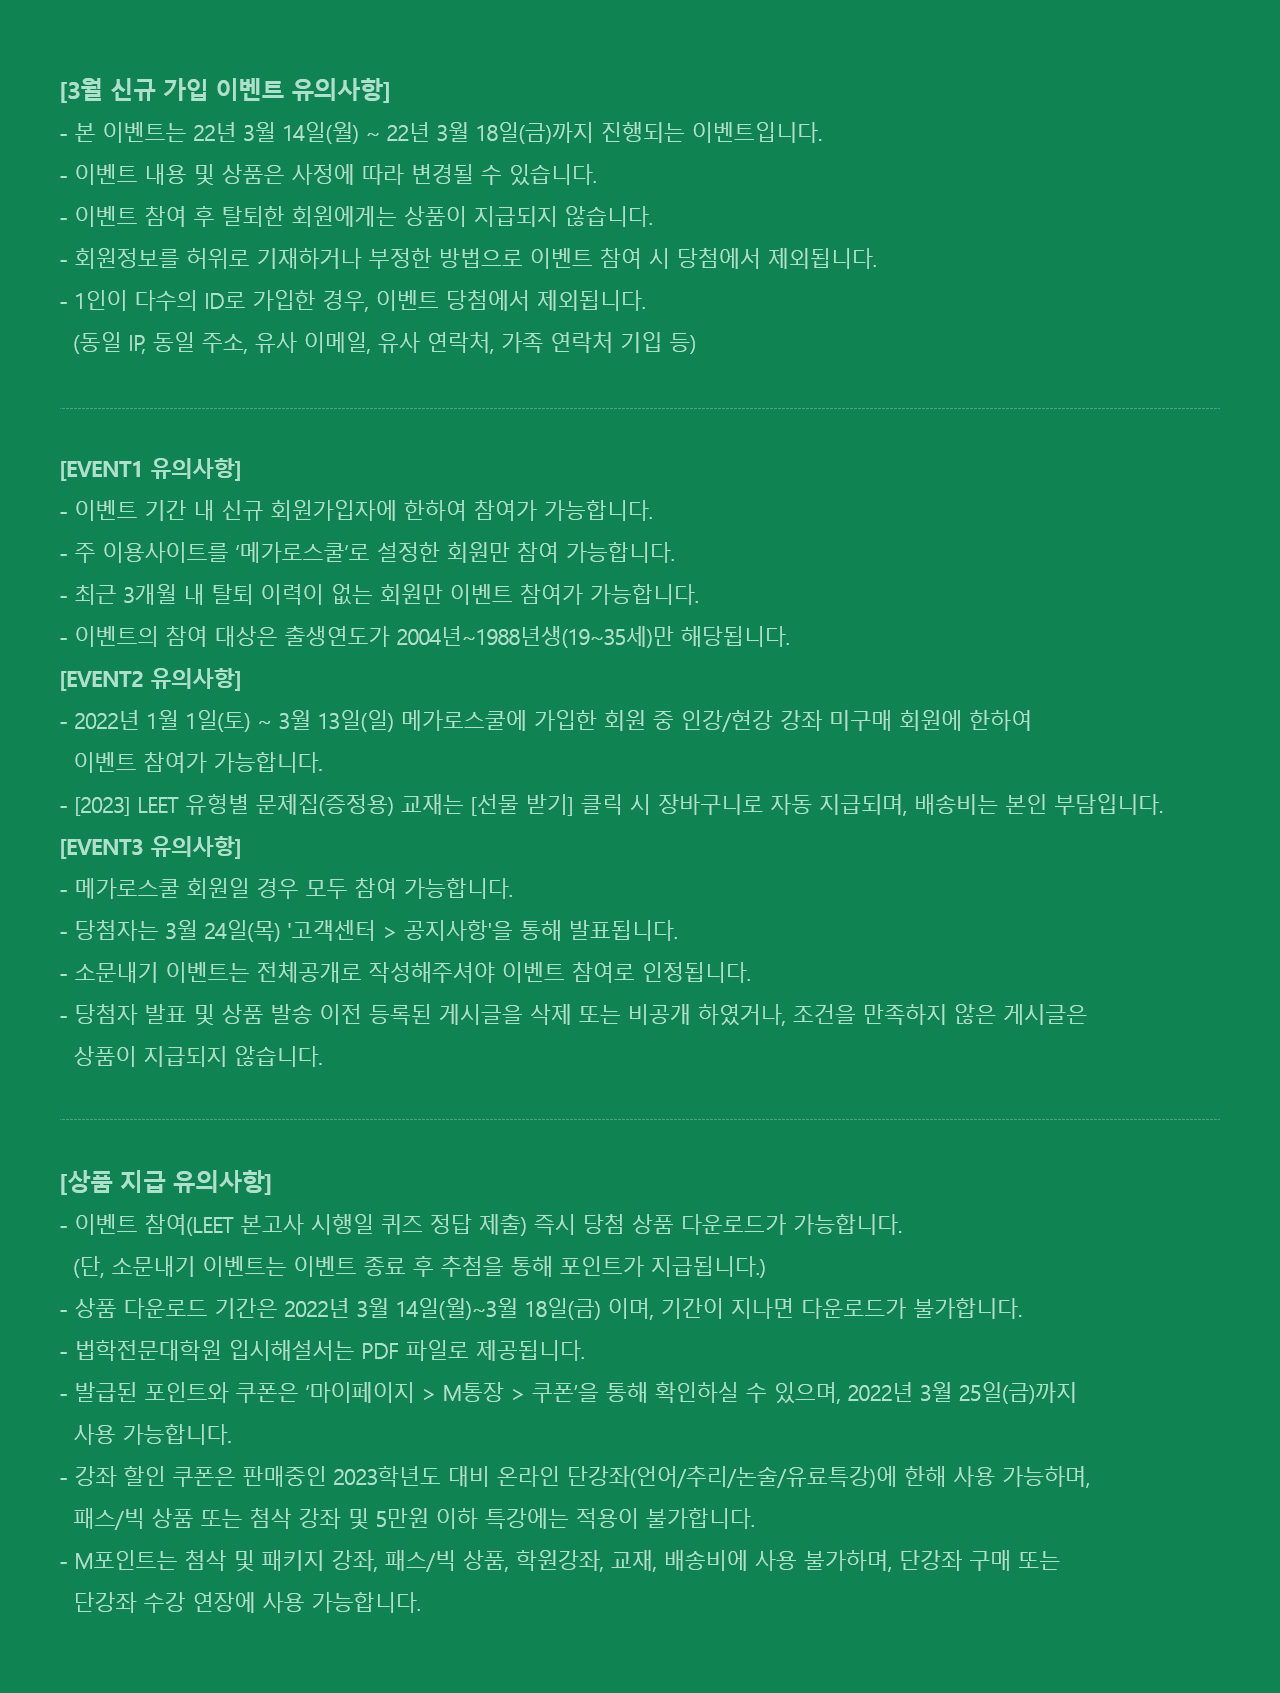 [3월 신규 가입 이벤트 유의사항]
- 본 이벤트는 22년 3월 14일(월) ~ 22년 3월 18일(금)까지 진행되는 이벤트입니다.
- 이벤트 내용 및 상품은 사정에 따라 변경될 수 있습니다.
- 이벤트 참여 후 탈퇴한 회원에게는 상품이 지급되지 않습니다.
- 회원정보를 허위로 기재하거나 부정한 방법으로 이벤트 참여 시 당첨에서 제외됩니다.
- 1인이 다수의 ID로 가입한 경우, 이벤트 당첨에서 제외됩니다.
(동일 IP, 동일 주소, 유사 이메일, 유사 연락처, 가족 연락처 기입 등)
[EVENT1 유의사항]
- 이벤트 기간 내 신규 회원가입자에 한하여 참여가 가능합니다.
- 주 이용사이트를 ‘메가로스쿨’로 설정한 회원만 참여 가능합니다.
- 최근 3개월 내 탈퇴 이력이 없는 회원만 이벤트 참여가 가능합니다.
- 이벤트의 참여 대상은 출생연도가 2004년~1988년생(19~35세)만 해당됩니다.
[EVENT2 유의사항]
- 2022년 1월 1일(토) ~ 3월 13일(일) 메가로스쿨에 가입한 회원 중 인강/현강 강좌 미구매 회원에 한하여
이벤트 참여가 가능합니다.
- [2023] LEET 유형별 문제집(증정용) 교재는 [선물 받기] 클릭 시 장바구니로 자동 지급되며, 배송비는 본인 부담입니다.
[EVENT3 유의사항]
- 메가로스쿨 회원일 경우 모두 참여 가능합니다.
- 당첨자는 3월 24일(목) '고객센터 > 공지사항'을 통해 발표됩니다.
- 소문내기 이벤트는 전체공개로 작성해주셔야 이벤트 참여로 인정됩니다.
- 당첨자 발표 및 상품 발송 이전 등록된 게시글을 삭제 또는 비공개 하였거나, 조건을 만족하지 않은 게시글은
상품이 지급되지 않습니다.
[상품 지급 유의사항]
- 이벤트 참여(LEET 본고사 시행일 퀴즈 정답 제출) 즉시 당첨 상품 다운로드가 가능합니다.
(단, 소문내기 이벤트는 이벤트 종료 후 추첨을 통해 포인트가 지급됩니다.)
- 상품 다운로드 기간은 2022년 3월 14일(월)~3월 18일(금) 이며, 기간이 지나면 다운로드가 불가합니다.
- 법학전문대학원 입시해설서는 PDF 파일로 제공됩니다.
- 발급된 포인트와 쿠폰은 ‘마이페이지 > M통장 > 쿠폰’을 통해 확인하실 수 있으며, 2022년 3월 25일(금)까지
사용 가능합니다.
- 강좌 할인 쿠폰은 판매중인 2023학년도 대비 온라인 단강좌(언어/추리/논술/유료특강)에 한해 사용 가능하며,
패스/빅 상품 또는 첨삭 강좌 및 5만원 이하 특강에는 적용이 불가합니다.
- M포인트는 첨삭 및 패키지 강좌, 패스/빅 상품, 학원강좌, 교재, 배송비에 사용 불가하며, 단강좌 구매 또는
단강좌 수강 연장에 사용 가능합니다.